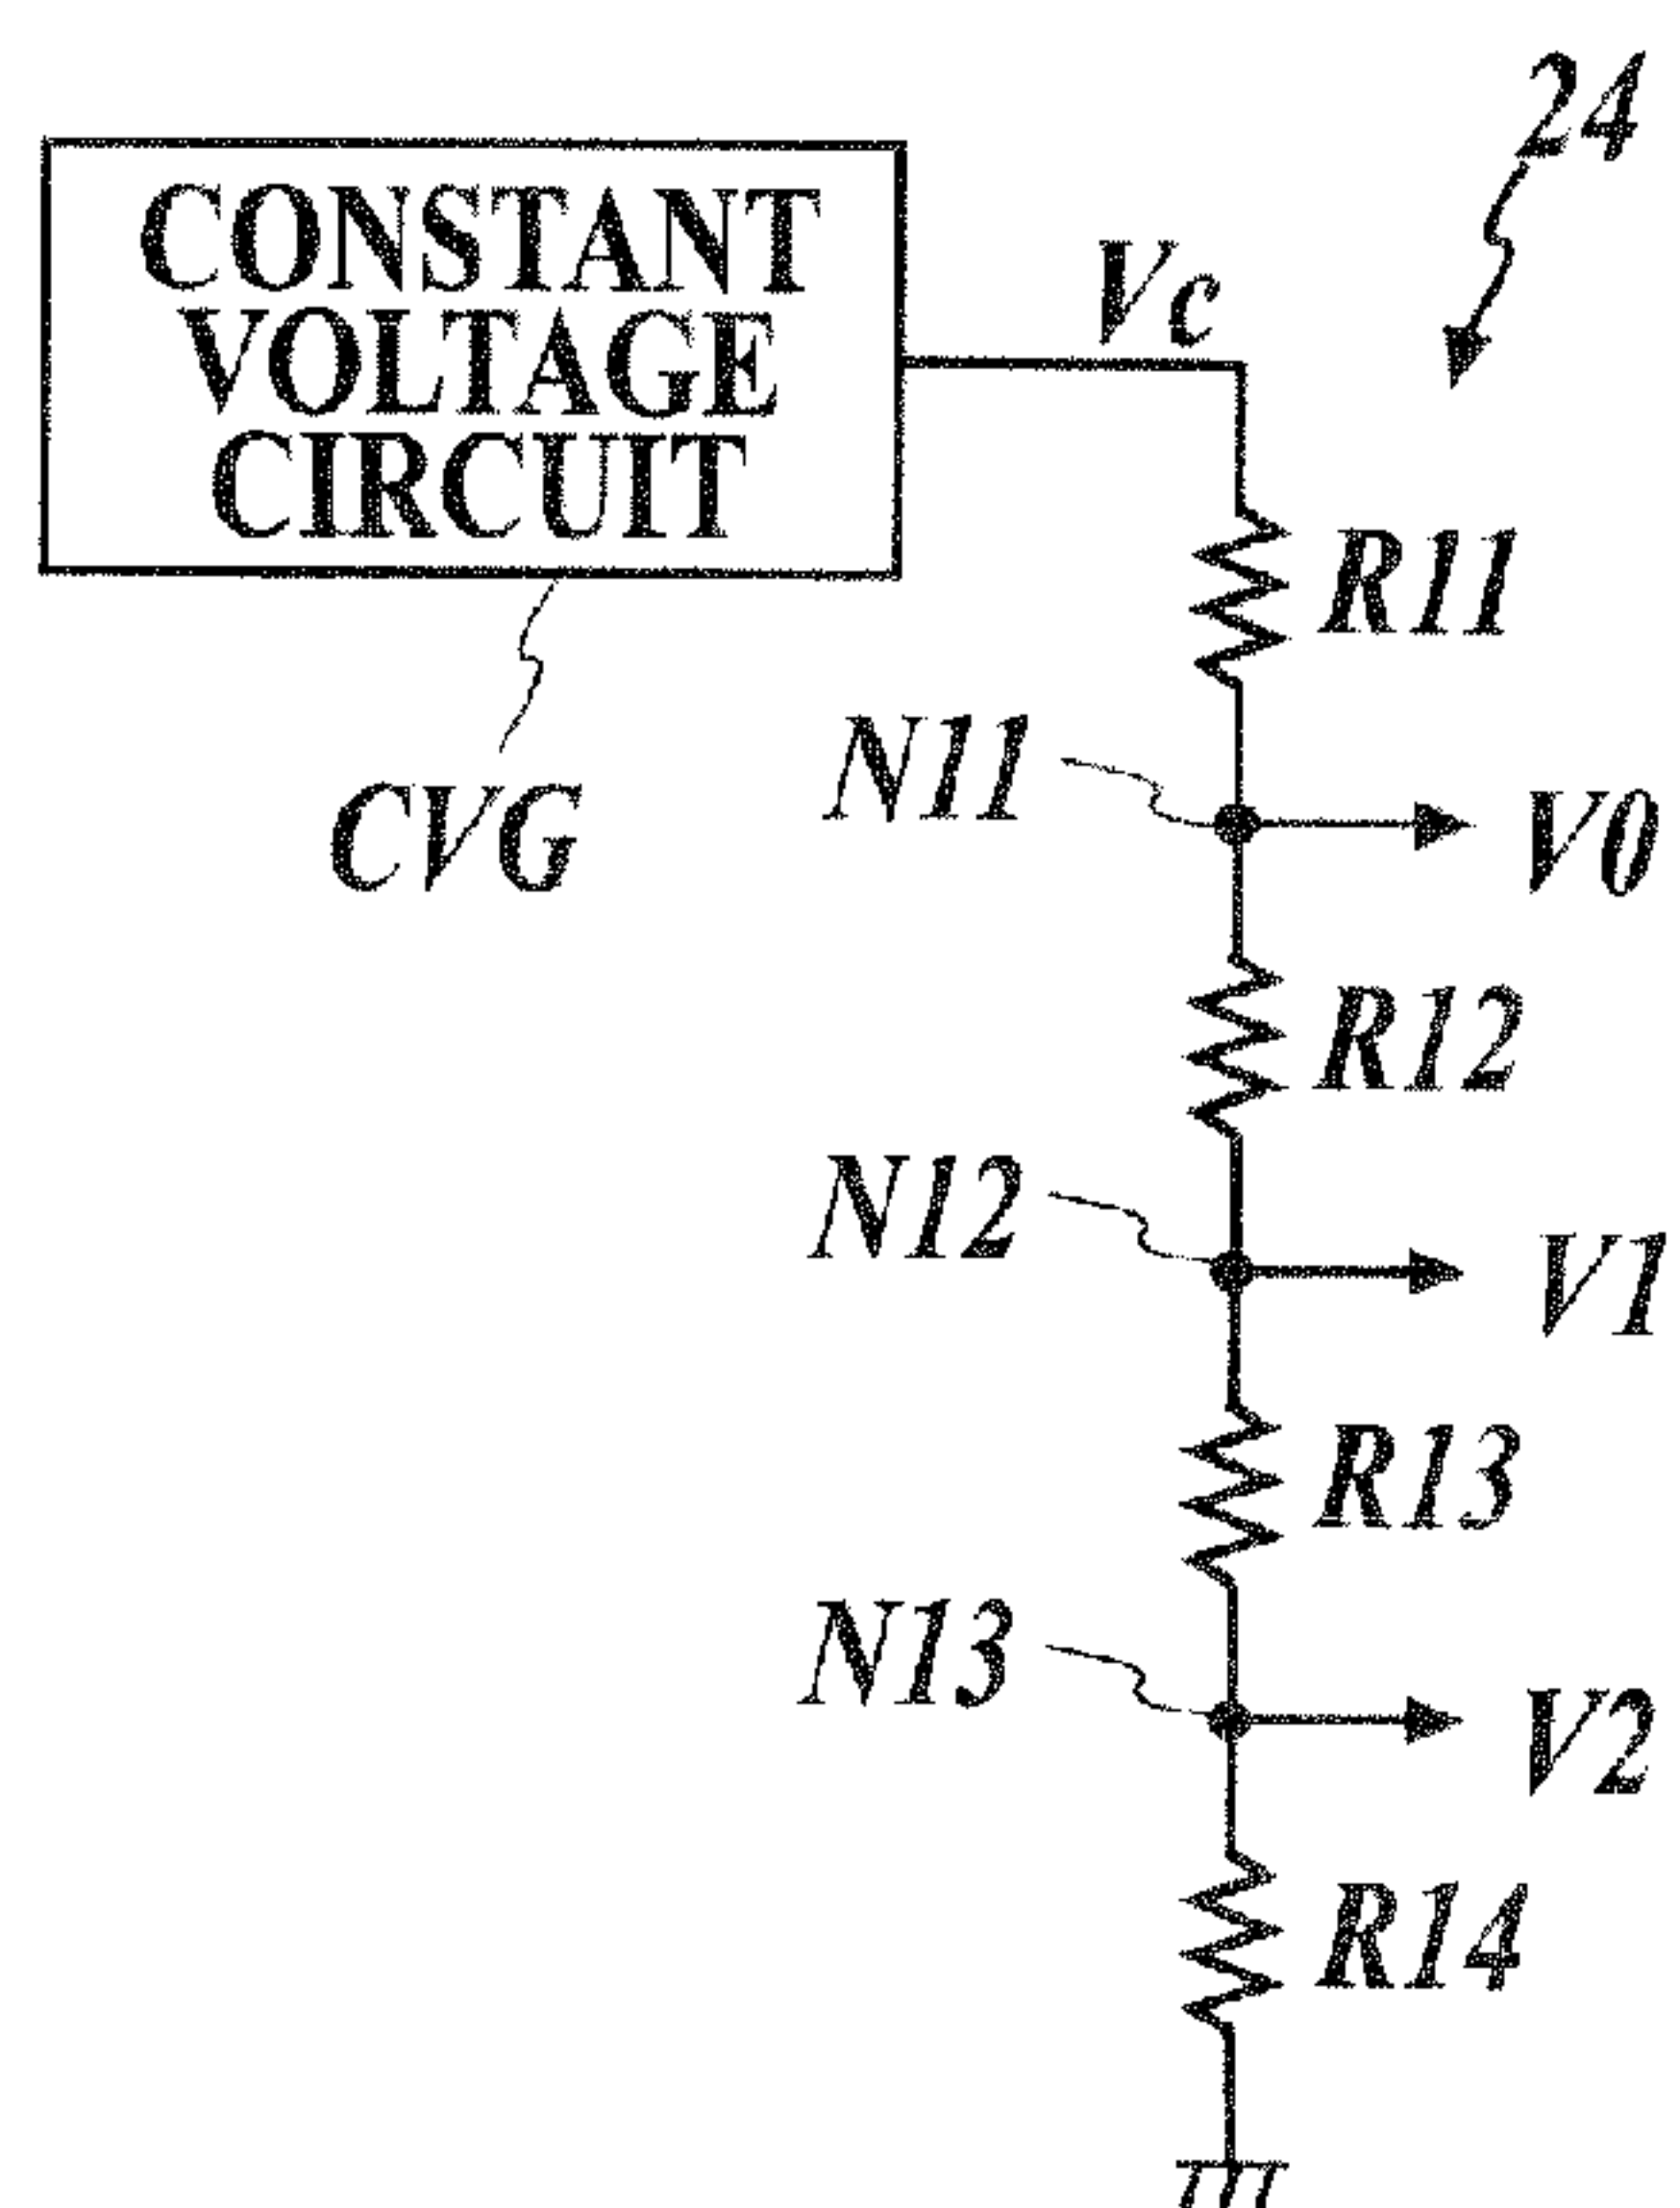 24
CONSTANT
VOLTAGE
CIRCUIT
Vc
R11
N11
CVG
V0
R12
N12
V1
R13
N13
V2
R14